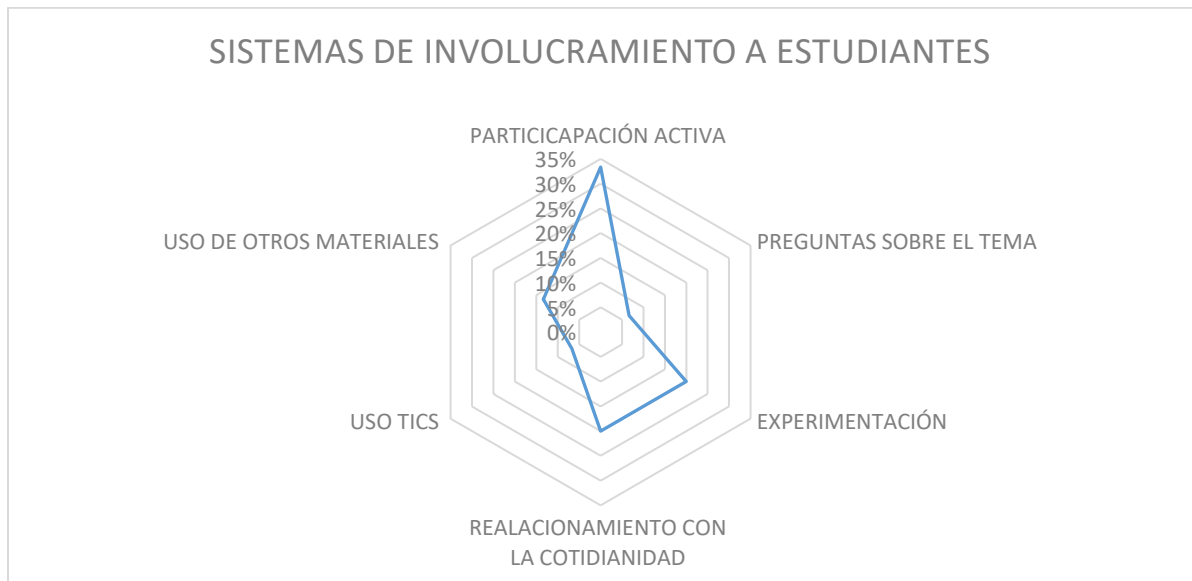 SISTEMAS DE INVOLUCRAMIENTO A ESTUDIANTES
PARTICICAPACIÓN ACTIVA
35%
30%
25%
20%
15%
10%
5%
0%
PREGUNTAS SOBRE EL TEMA
EXPERIMENTACIÓN
REALACIONAMIENTO CON
LA COTIDIANIDAD
USO TICS
USO DE OTROS MATERIALES